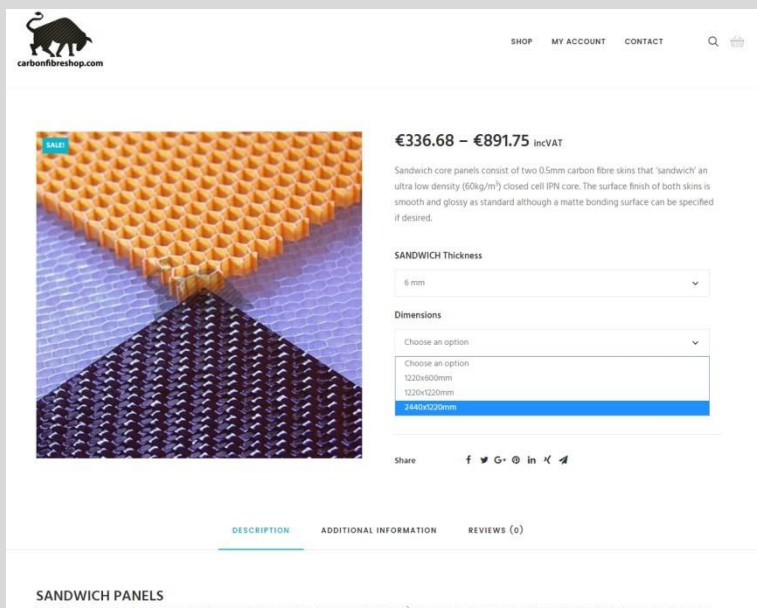 carbonfibreshop.com
SHOP MY ACCOUNT CONTACT
SALE!
€336.68 – €891.75 incVAT
Sandwich core panels consist of two 0.5mm carbon fibre skins that 'sandwich' an
ultra low density (60kg/m³) closed cell IPN core. The surface finish of both skins is
smooth and glossy as standard although a matte bonding surface can be specified
if desired.
SANDWICH Thickness
6 mm
Dimensions
Choose an option
Choose an option
1220x600mm
1220x1220mm
2440x1220mm
Share
DESCRIPTION ADDITIONAL INFORMATION REVIEWS (0)
SANDWICH PANELS